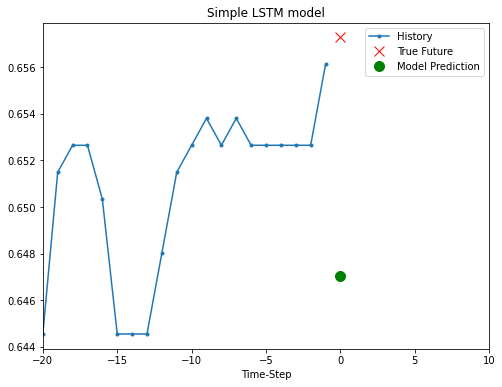 Simple LSTM model
History
True Future
Model Prediction
0.656
0.654
0.652
0.650
0.648
0.646
0.644
−20
−15
−10
−5
0
5
10
Time-Step